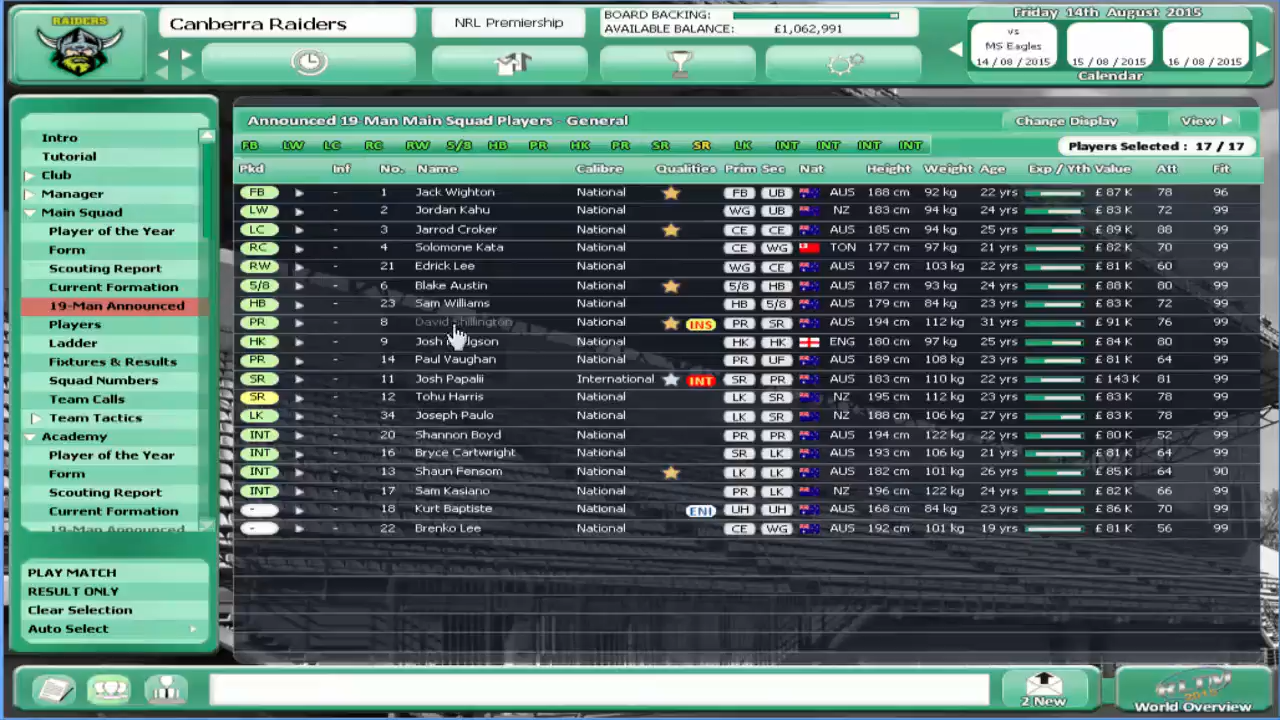 RAIDERS
Canberra Raiders
NRL Premiership
BOARD BACKING:
AVAILABLE BALANCE: £1,062,991
Friday 14th August 2015
vs
MS Eagles
14 / 08 / 2015 15 / 08 / 2015 16 / 08 / 2015
Calendar
Intro
Tutorial
Club
Manager
Main Squad
Player of the Year
Form
Scouting Report
Current Formation
19-Man Announced
Players
Ladder
Fixtures & Results
Squad Numbers
Team Calls
Team Tactics
Academy
Player of the Year
Form
Scouting Report
Current Formation
19-Man Announced
PLAY MATCH
RESULT ONLY
Clear Selection
Auto Select
Announced 19-Man Main Squad Players - General Change Display View
FB LW LC RC RW 5/8 HB PR HK PR SR SR LK INT INT INT INT
Players Selected : 17 / 17
Pkd Inf No. Name Calibre Qualities Prim Sec Nat Height Weight Age Exp / Yth Value Att Fit
FB - 1 Jack Wighton National FB UB AUS 188 cm 92 kg 22 yrs £ 87 K 78 96
LW - 2 Jordan Kahu National WG UB NZ 183 cm 94 kg 24 yrs £ 83 K 72 99
LC - 3 Jarrod Croker National CE CE AUS 185 cm 94 kg 25 yrs £ 89 K 88 99
RC - 4 Solomone Kata National CE WG TON 177 cm 97 kg 21 yrs £ 82 K 70 99
RW - 21 Edrick Lee National WG CE AUS 197 cm 103 kg 22 yrs £ 81 K 60 99
5/8 - 6 Blake Austin National 5/8 HB AUS 187 cm 93 kg 24 yrs £ 88 K 80 99
HB - 23 Sam Williams National HB 5/8 AUS 179 cm 84 kg 23 yrs £ 83 K 72 99
PR - 8 David Shillington National INS PR SR AUS 194 cm 112 kg 31 yrs £ 91 K 76 99
HK - 9 Josh Hodgson National HK HK ENG 180 cm 97 kg 25 yrs £ 84 K 80 99
PR - 14 Paul Vaughan National PR UF AUS 189 cm 108 kg 23 yrs £ 81 K 64 99
SR - 11 Josh Papalii International INT SR PR AUS 183 cm 110 kg 22 yrs £ 143 K 81 99
SR - 12 Tohu Harris National LK SR NZ 195 cm 112 kg 23 yrs £ 83 K 78 99
LK - 34 Joseph Paulo National LK SR NZ 188 cm 106 kg 27 yrs £ 83 K 78 99
INT - 20 Shannon Boyd National PR PR AUS 194 cm 122 kg 22 yrs £ 80 K 52 99
INT - 16 Bryce Cartwright National SR LK AUS 193 cm 106 kg 21 yrs £ 81 K 64 99
INT - 13 Shaun Fensom National LK LK AUS 182 cm 101 kg 26 yrs £ 85 K 64 90
INT - 17 Sam Kasiano National PR LK NZ 196 cm 122 kg 24 yrs £ 82 K 66 99
- - 18 Kurt Baptiste National ENI UH UH AUS 168 cm 84 kg 23 yrs £ 86 K 70 99
- - 22 Brenko Lee National CE WG AUS 192 cm 101 kg 19 yrs £ 81 K 56 99
2 New
RLTM
2015
World Overview